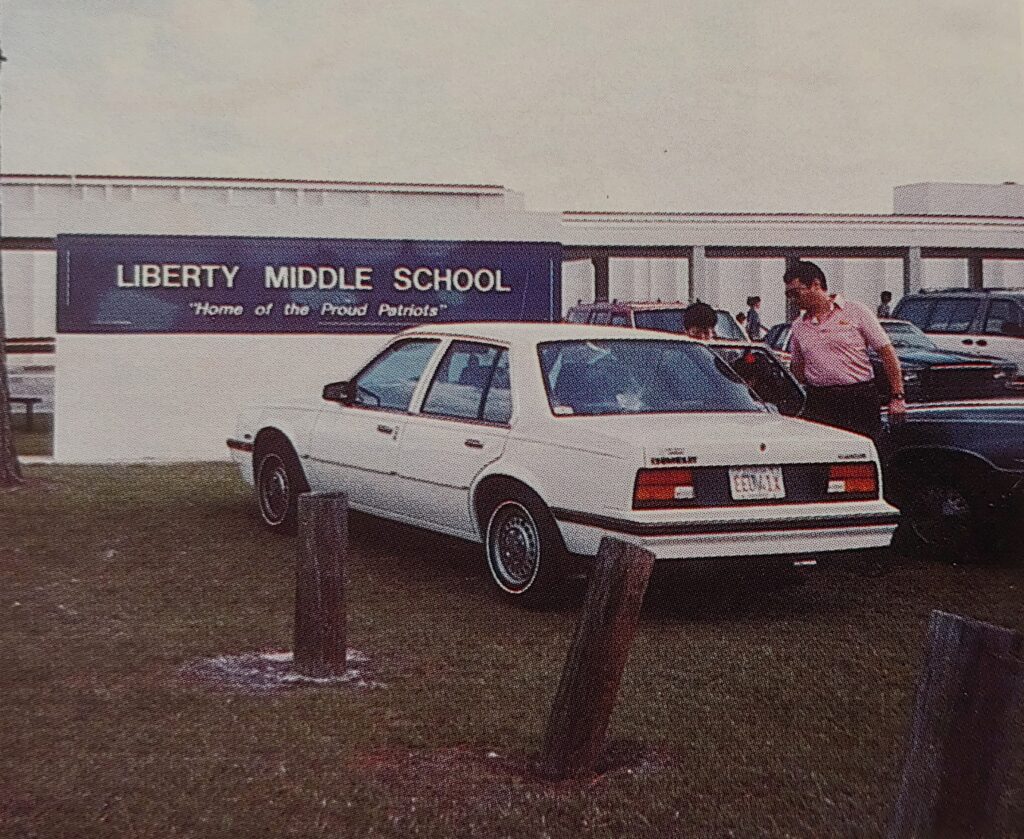 LIBERTY MIDDLE SCHOOL
"Home of the Proud Patriots"